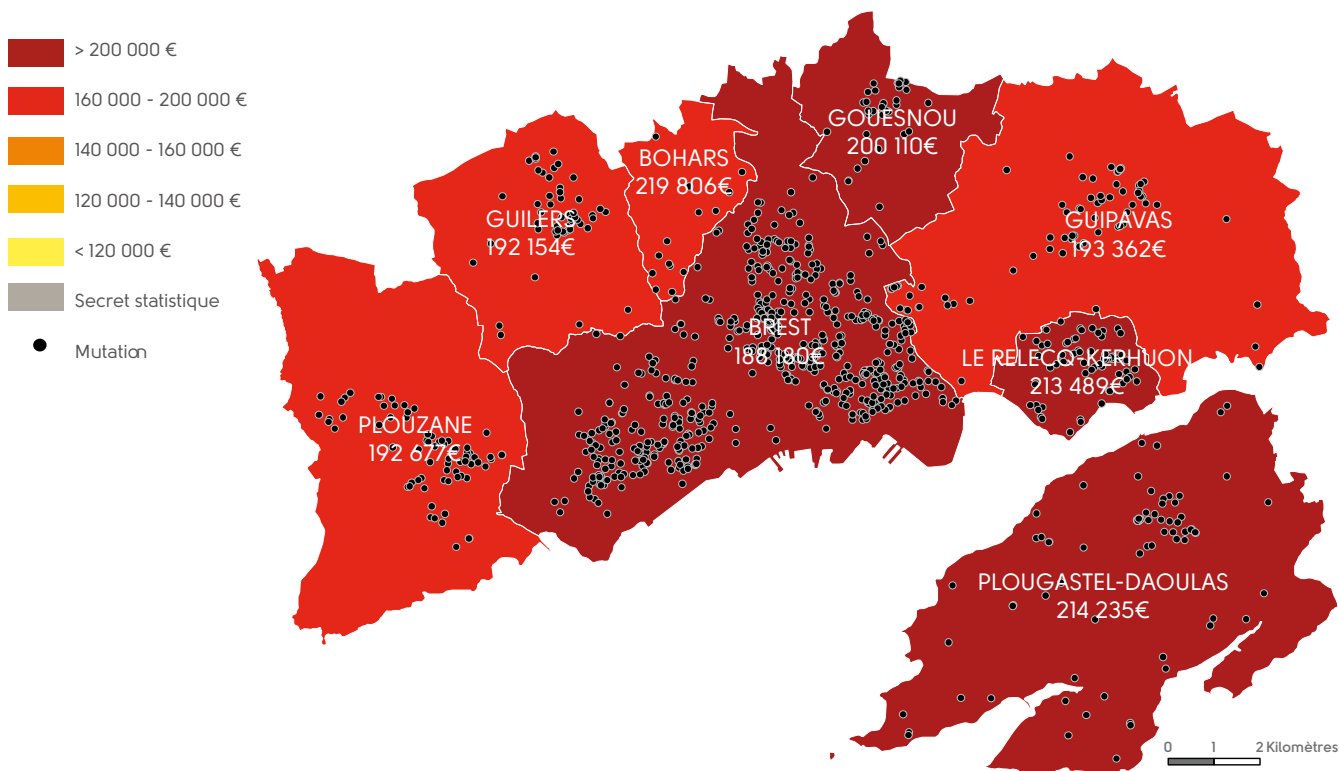 > 200 000 €
160 000 - 200 000 €
140 000 - 160 000 €
120 000 - 140 000 €
< 120 000 €
Secret statistique
Mutation
GOUESNOU
200 110€
BOHARS
219 806€
GUILERS
192 154€
GUIPAVAS
193 362€
BREST
188 180€
LE RELECQ-KERHUON
213 489€
PLOUZANE
192 677€
PLOUGASTEL-DAOULAS
214 235€
0 1 2 Kilomètres